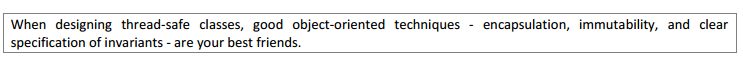 When designing thread-safe classes, good object-oriented techniques - encapsulation, immutability, and clear
specification of invariants - are your best friends.